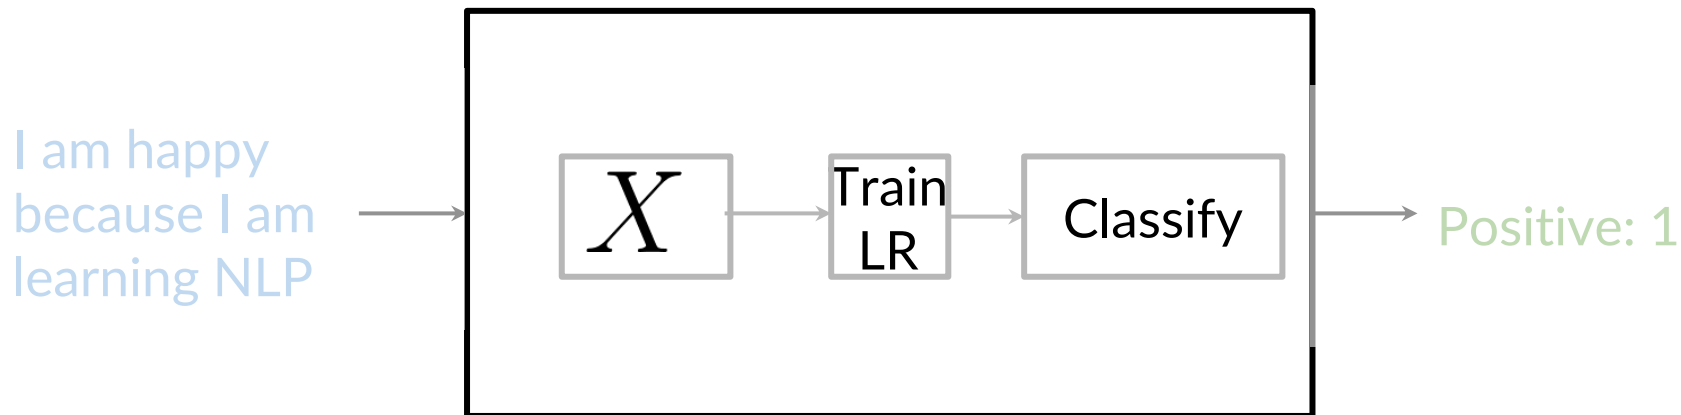 I am happy
because I am
learning NLP
X
Train
LR
Classify
Positive: 1